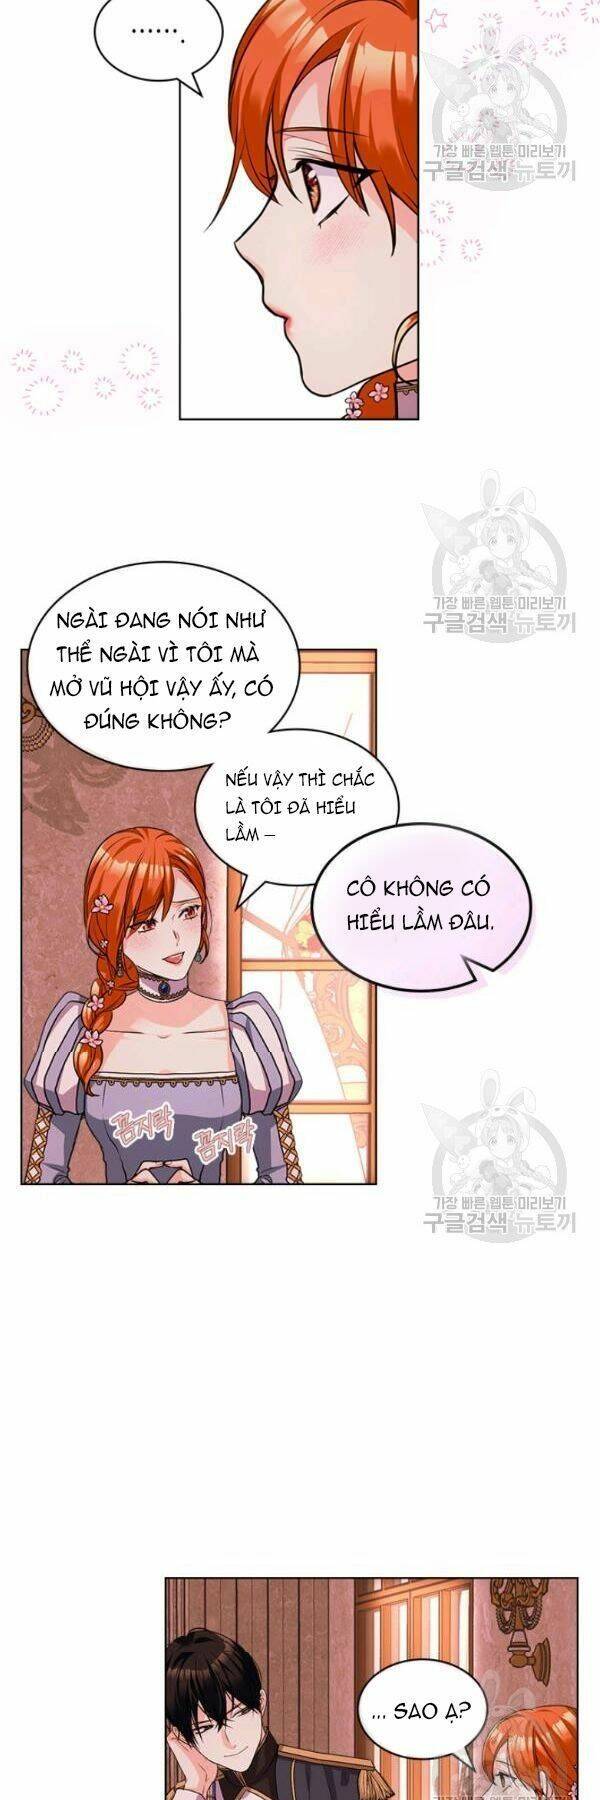 .......
가장 빠른 웹툰 미리보기
구글검색 뉴토끼
가장 빠른 웹툰 미리보기
구글검색 뉴토끼
NGÀI ĐANG NÓI NHƯ
THỂ NGÀI VÌ TÔI MÀ
MỞ VŨ HỘI VẬY ẤY, CÓ
ĐÚNG KHÔNG?
NẾU VẬY THÌ CHẮC
LÀ TÔI ĐÃ HIỂU
LẦM –
CÔ KHÔNG CÓ
HIỂU LẦM ĐÂU.
꼼지락
꼼지락
가장 빠른 웹툰 미리보기
구글검색 뉴토끼
... SAO Ạ?